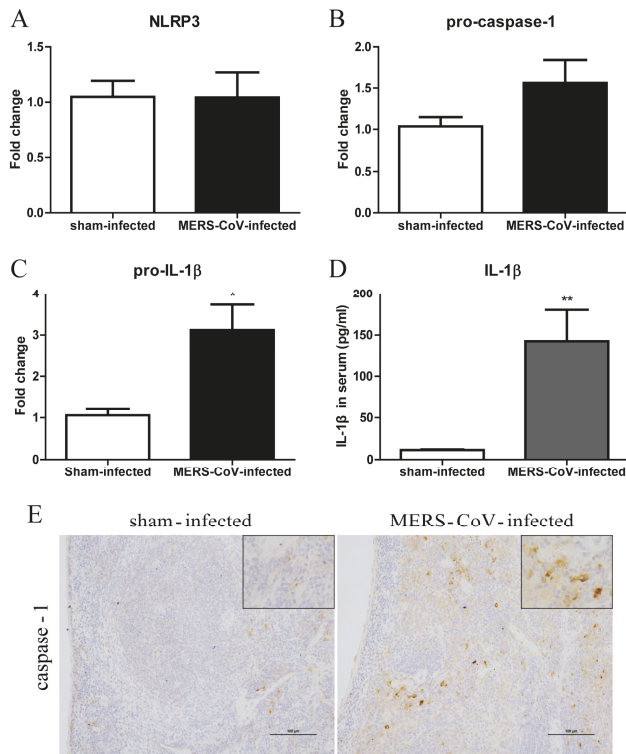 A
NLRP3
Fold change
1.5
1.0
0.5
0.0
sham-infected MERS-CoV-infected
B
pro-caspase-1
Fold change
2.0
1.5
1.0
0.5
0.0
sham-infected MERS-CoV-infected
C
pro-IL-1β
Fold change
4
3
2
1
0
*
Sham-infected MERS-CoV-infected
D
IL-1β
IL-1β in serum (pg/ml)
200
150
100
50
0
**
sham-infected MERS-CoV-infected
E
sham-infected MERS-CoV-infected
caspase-1